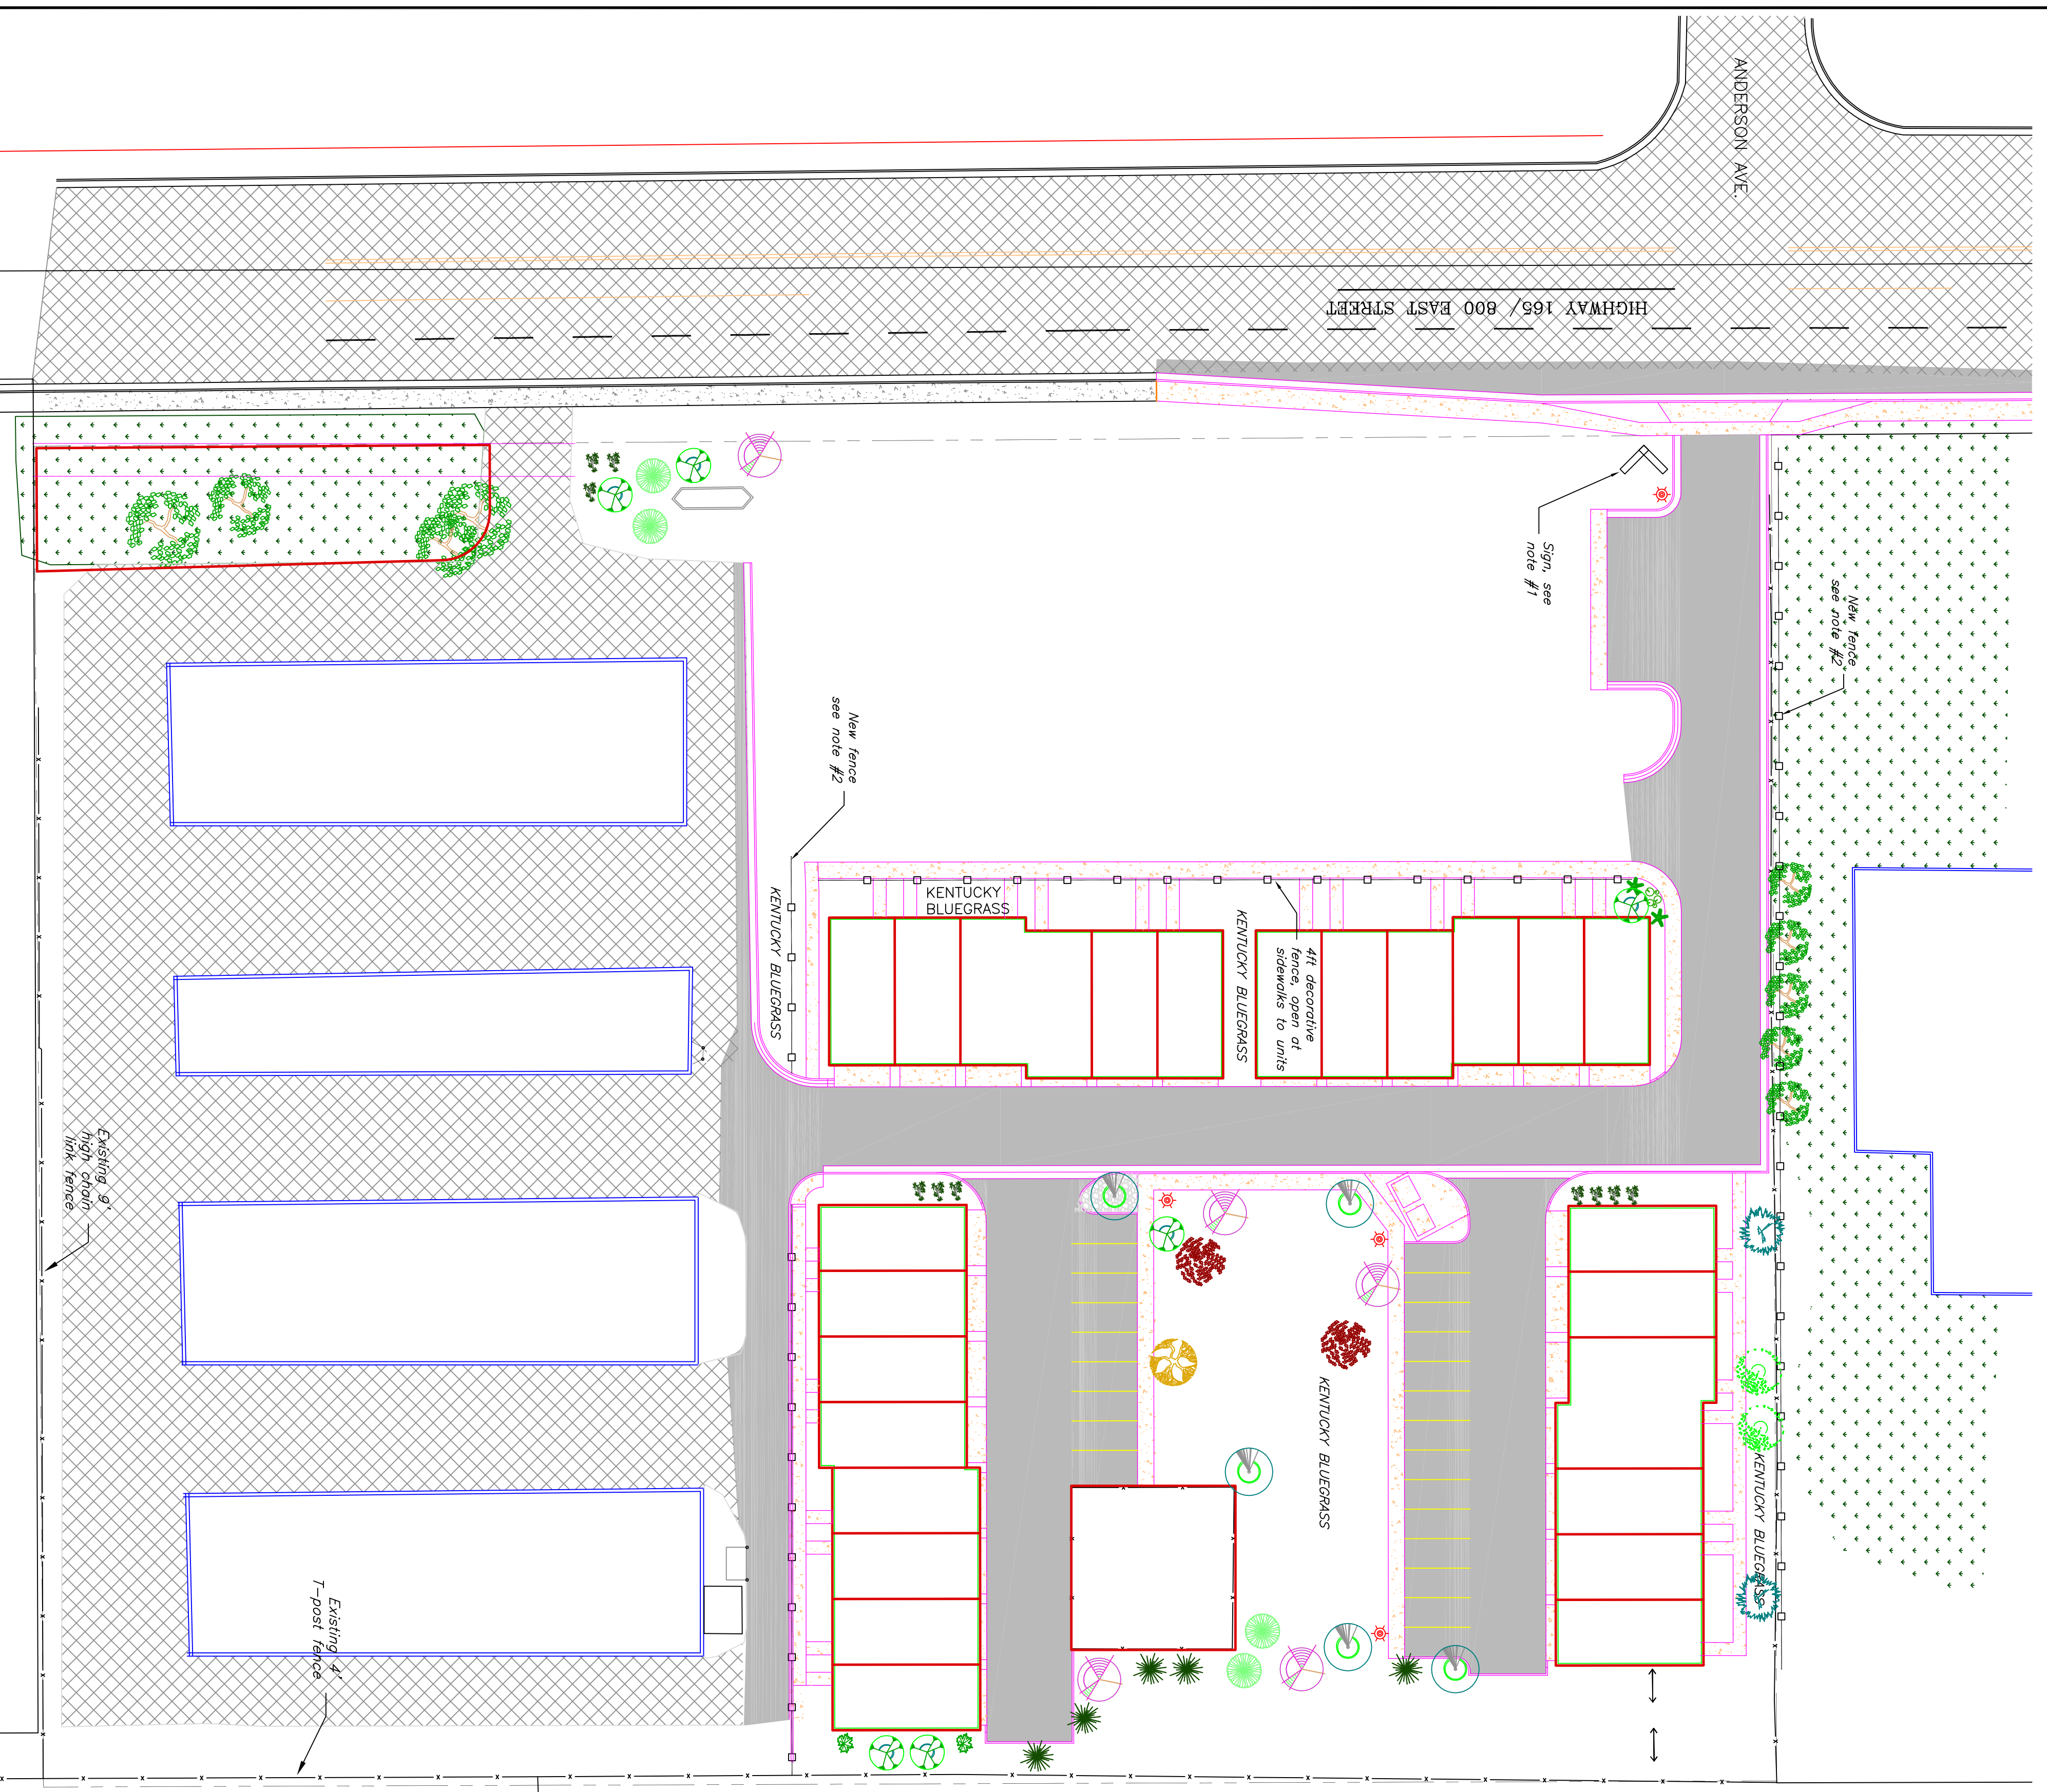 ANDERSON AVE.
HIGHWAY 165/ 800 EAST STREET
Sign, see
note #1
New fence
see note #2
New fence
see note #2
KENTUCKY
BLUEGRASS
KENTUCKY BLUEGRASS
KENTUCKY BLUEGRASS
4ft decorative
fence, open at
sidewalks to units
Existing 9'
high chain
link fence
KENTUCKY BLUEGRASS
KENTUCKY BLUEGRASS
Existing 4'
T-post fence